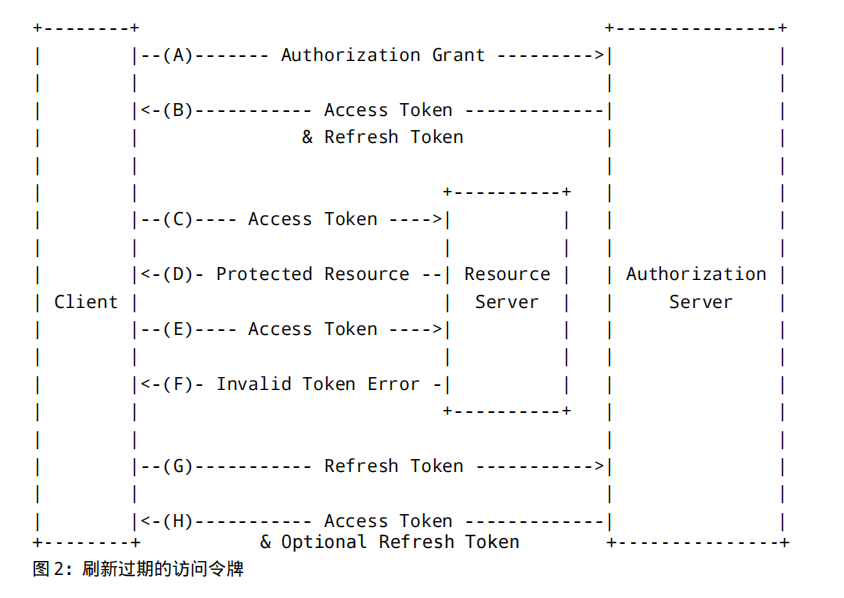 +--------+                                           +---------------+
|        |--(A)------- Authorization Grant --------->|               |
|        |                                           |               |
|        |<-(B)----------- Access Token -------------|               |
|        |               & Refresh Token             |               |
|        |                                           |               |
|        |                            +----------+   |               |
|        |--(C)---- Access Token ---->|          |   |               |
|        |                            |          |   |               |
|        |<-(D)- Protected Resource --| Resource |   | Authorization |
| Client |                            |  Server  |   |     Server    |
|        |--(E)---- Access Token ---->|          |   |               |
|        |                            |          |   |               |
|        |<-(F)- Invalid Token Error -|          |   |               |
|        |                            +----------+   |               |
|        |                                           |               |
|        |--(G)----------- Refresh Token ----------->|               |
|        |                                           |               |
|        |<-(H)----------- Access Token -------------|               |
+--------+           & Optional Refresh Token        +---------------+
图 2：刷新过期的访问令牌